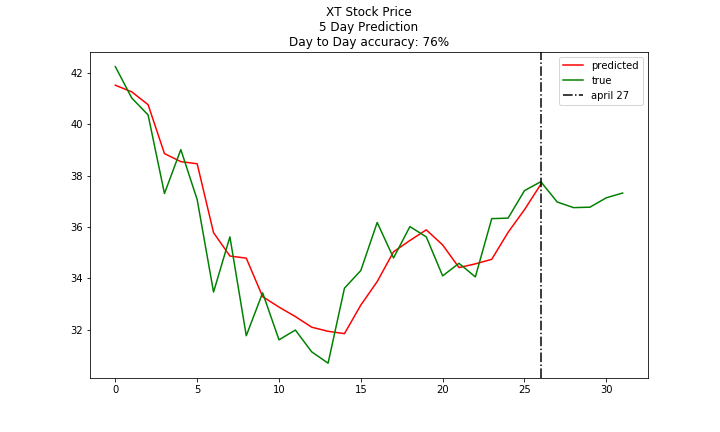 XT Stock Price
5 Day Prediction
Day to Day accuracy: 76%
predicted
true
april 27
42
40
38
36
34
32
0 5 10 15 20 25 30